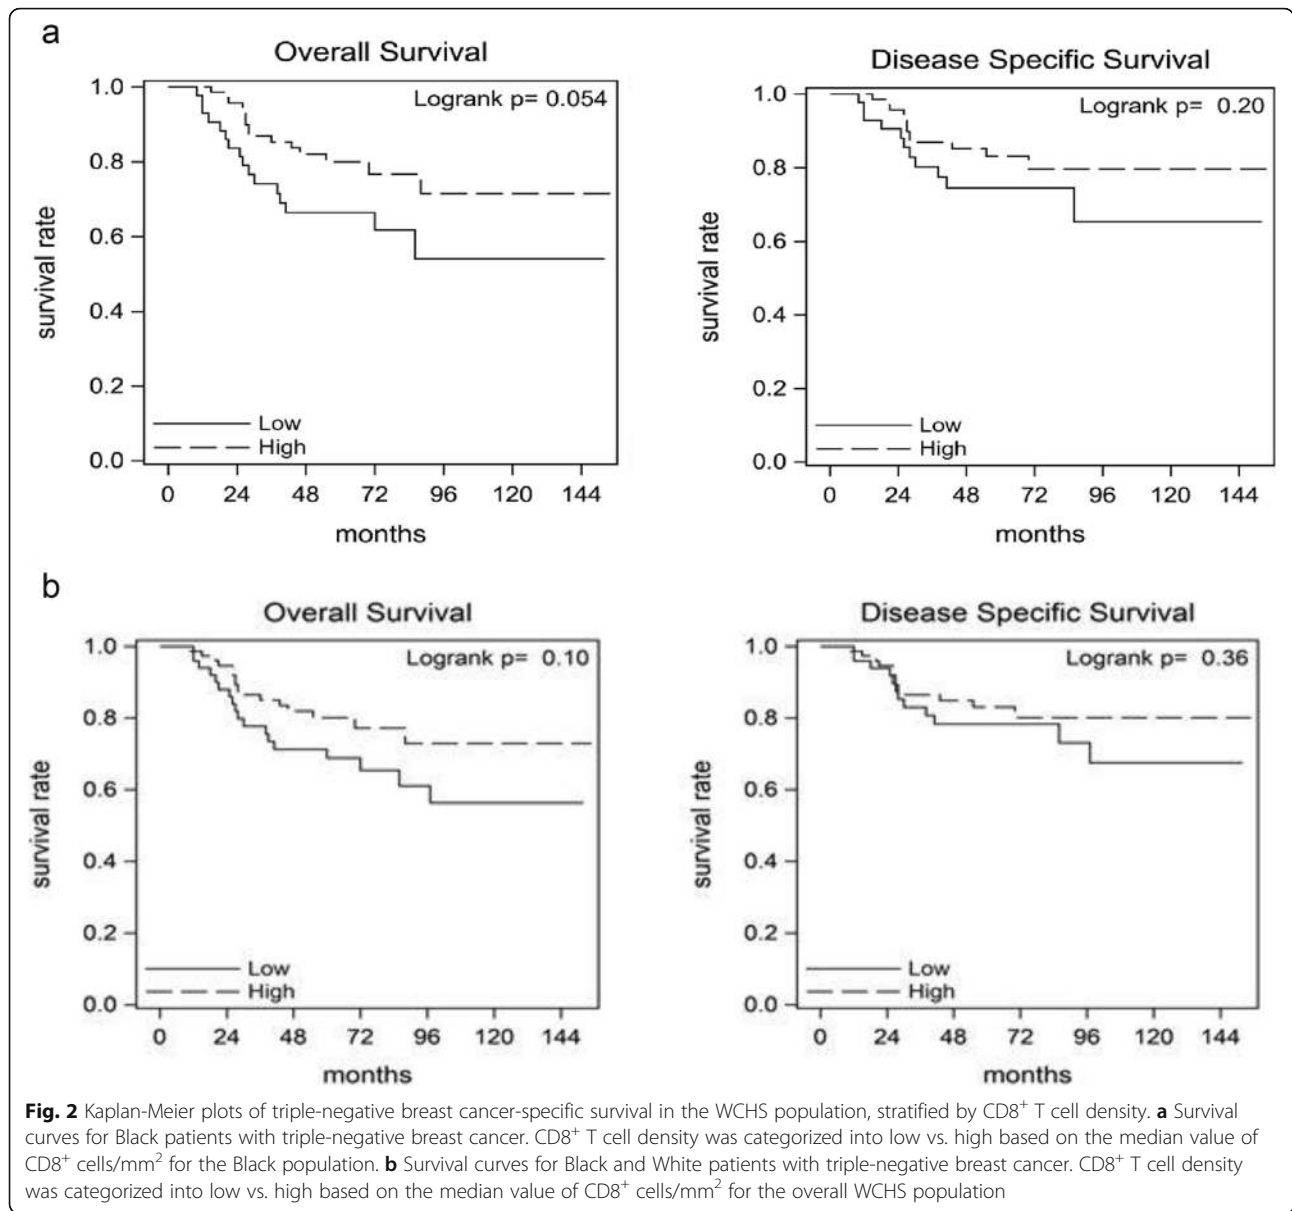 a
Overall Survival
Logrank p= 0.054
1.0
0.8
0.6
0.4
0.2
0.0
survival rate
Low
High
0 24 48 72 96 120 144
months
Disease Specific Survival
Logrank p= 0.20
1.0
0.8
0.6
0.4
0.2
0.0
survival rate
Low
High
0 24 48 72 96 120 144
months
b
Overall Survival
Logrank p= 0.10
1.0
0.8
0.6
0.4
0.2
0.0
survival rate
Low
High
0 24 48 72 96 120 144
months
Disease Specific Survival
Logrank p= 0.36
1.0
0.8
0.6
0.4
0.2
0.0
survival rate
Low
High
0 24 48 72 96 120 144
months
Fig. 2 Kaplan-Meier plots of triple-negative breast cancer-specific survival in the WCHS population, stratified by CD8⁺ T cell density. a Survival
curves for Black patients with triple-negative breast cancer. CD8⁺ T cell density was categorized into low vs. high based on the median value of
CD8⁺ cells/mm² for the Black population. b Survival curves for Black and White patients with triple-negative breast cancer. CD8⁺ T cell density
was categorized into low vs. high based on the median value of CD8⁺ cells/mm² for the overall WCHS population